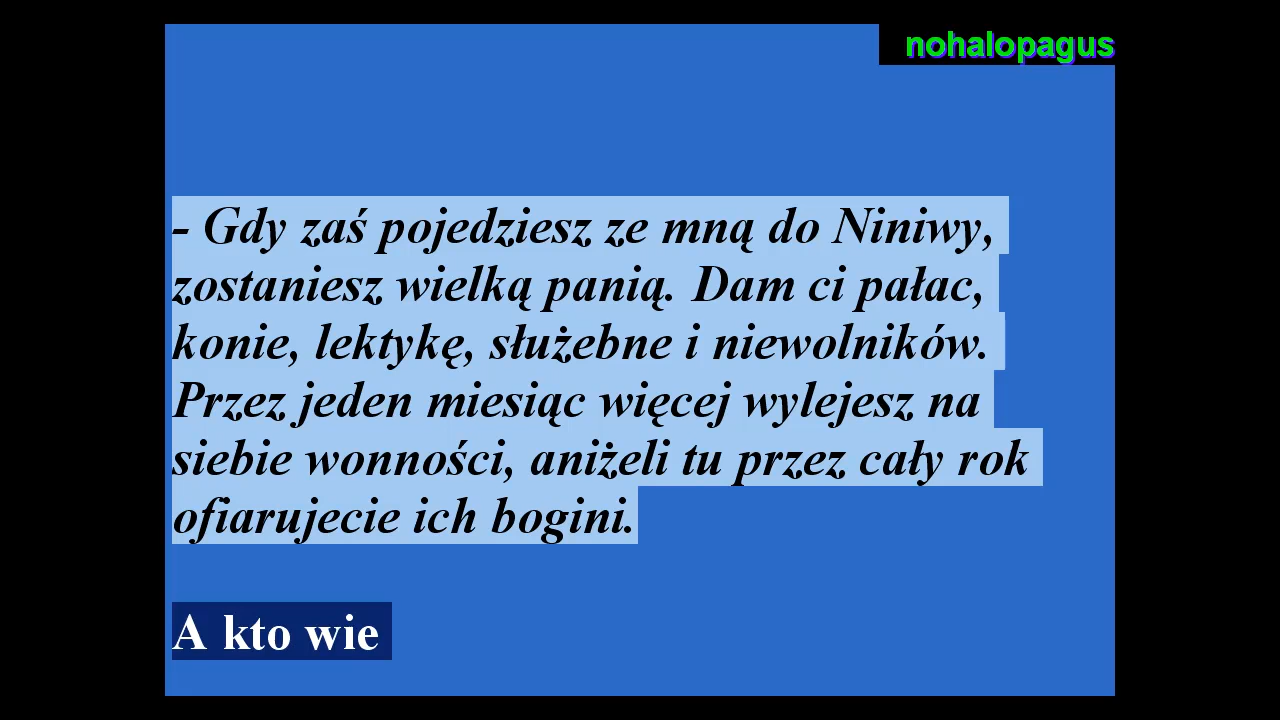 nohalopagus
- Gdy zaś pojedziesz ze mną do Niniwy,
zostaniesz wielką panią. Dam ci pałac,
konie, lektykę, służebne i niewolników.
Przez jeden miesiąc więcej wylejesz na
siebie wonności, aniżeli tu przez cały rok
ofiarujecie ich bogini.
A kto wie